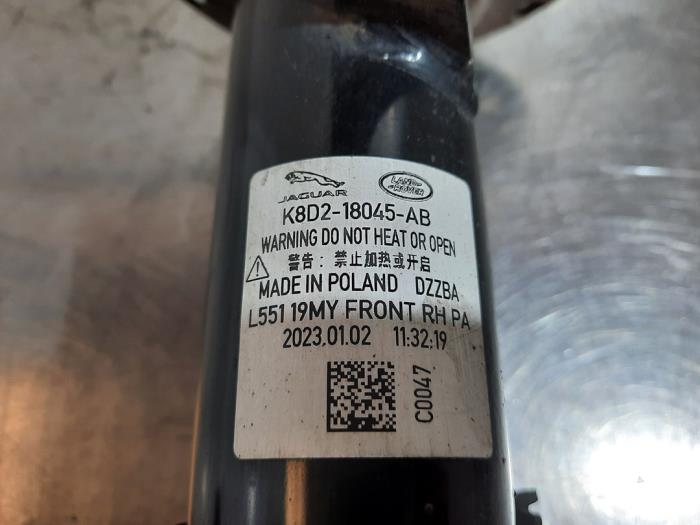 JAGUAR
LAND
ROVER
K8D2-18045-AB
WARNING DO NOT HEAT OR OPEN
警告：禁止加热或开启
MADE IN POLAND DZZBA
L551 19MY FRONT RH PA
2023.01.02 11:32:19
C0047